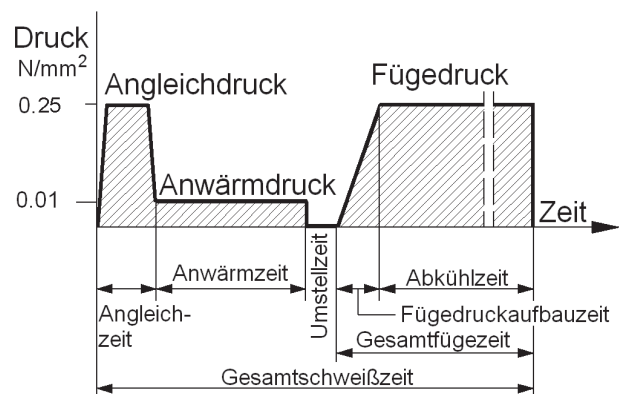 Druck
N/mm²
Angleichdruck
Fügedruck
0.25
Anwärmdruck
0.01
Zeit
Umstellzeit
Anwärmzeit
Abkühlzeit
Angleich-
zeit
Fügedruckaufbauzeit
Gesamtfügezeit
Gesamtschweißzeit